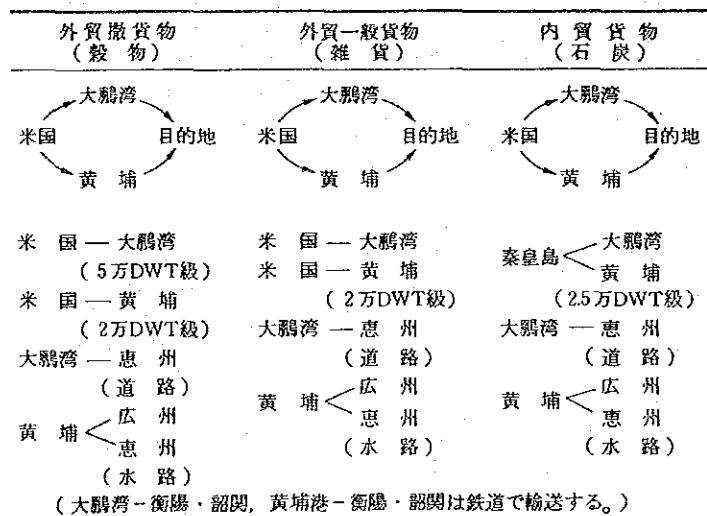 外貿撒貨物 外貿一般貨物 内貿貨物
(穀物) (雑貨) (石炭)
大鵬湾 大鵬湾 大鵬湾
米国 目的地 米国 目的地 米国 目的地
黄埔 黄埔 黄埔
米国 — 大鵬湾 米国 — 大鵬湾 大鵬湾
(5万DWT級) 米国 — 黄埔 秦皇島 黄埔
米国 — 黄埔 (2万DWT級) (2.5万DWT級)
(2万DWT級) 大鵬湾 — 恵州 大鵬湾 — 恵州
大鵬湾 — 恵州 (道路) (道路)
(道路) 広州 広州
広州 黄埔 黄埔
黄埔 恵州 恵州
恵州 (水路) (水路)
(水路)
(大鵬湾-衡陽・韶関, 黄埔港-衡陽・韶関は鉄道で輸送する。)